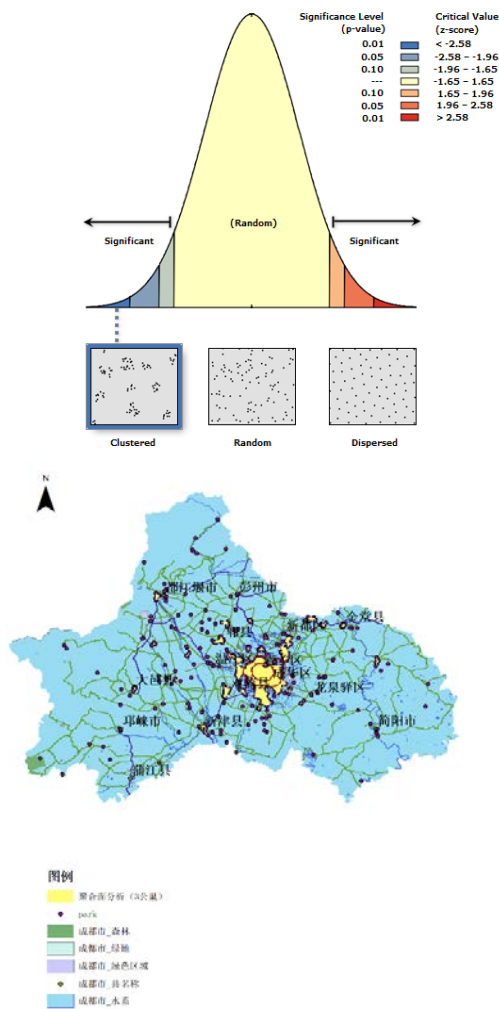 Significance Level
(p-value)
Critical Value
(z-score)
0.01 < -2.58
0.05 -2.58 – -1.96
0.10 -1.96 – -1.65
--- -1.65 – 1.65
0.10 1.65 – 1.96
0.05 1.96 – 2.58
0.01 > 2.58
(Random)
Significant
Significant
Clustered
Random
Dispersed
N
都江堰市
彭州市
金堂县
新都区
郫县
龙泉驿区
简阳市
邛崃市
新津县
蒲江县
图例
聚合面分析（3公里）
park
成都市_森林
成都市_绿地
成都市_绿色区域
成都市_县名称
成都市_水系